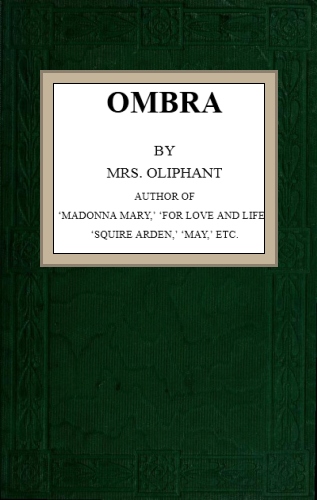 OMBRA
BY
MRS. OLIPHANT
AUTHOR OF
‘MADONNA MARY,’ ‘FOR LOVE AND LIFE
‘SQUIRE ARDEN,’ ‘MAY,’ ETC.